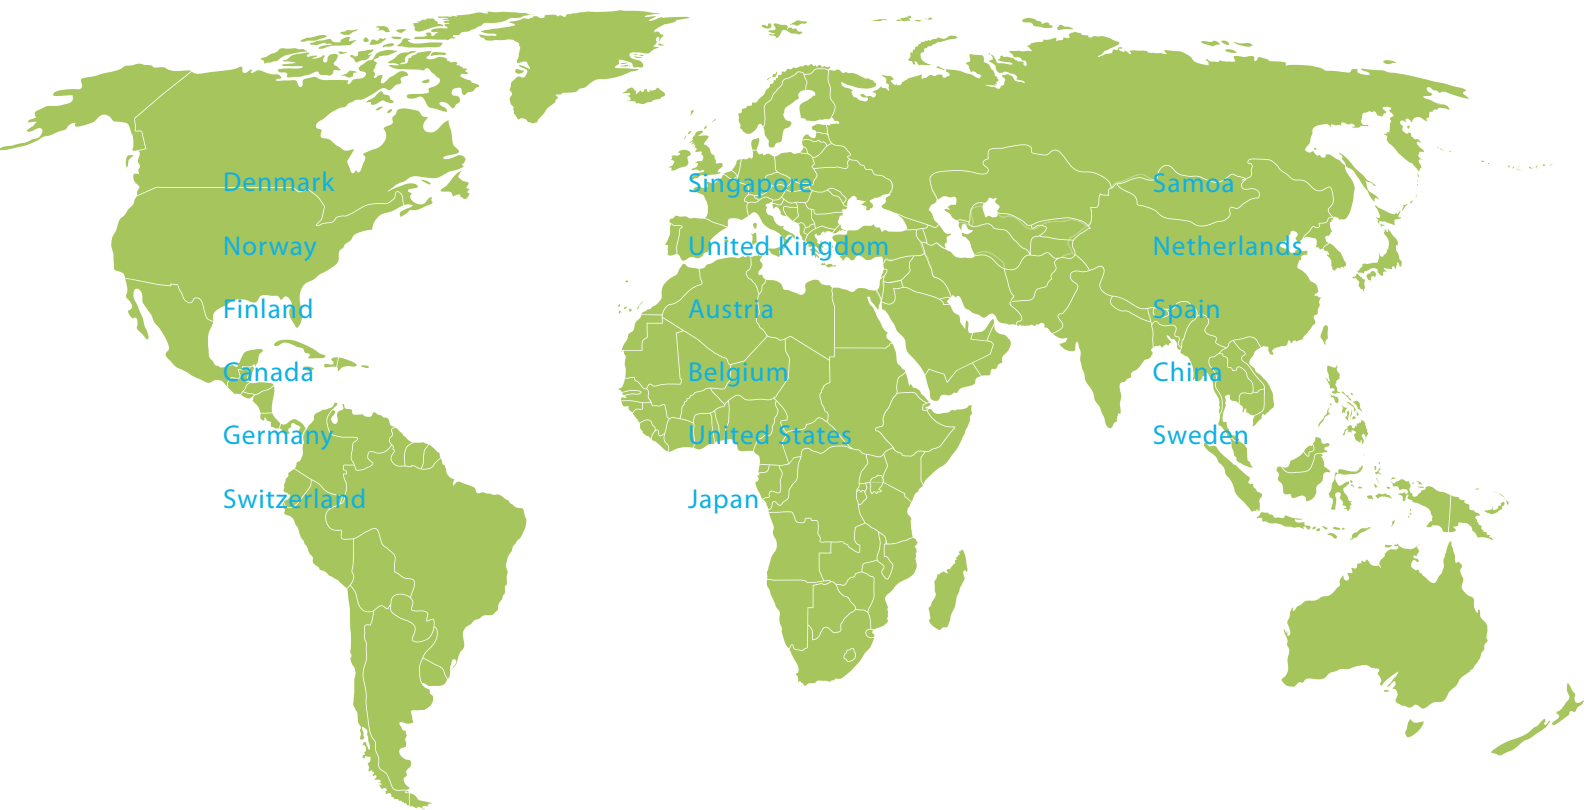 Denmark
Norway
Finland
Canada
Germany
Switzerland
Singapore
United Kingdom
Austria
Belgium
United States
Japan
Samoa
Netherlands
Spain
China
Sweden